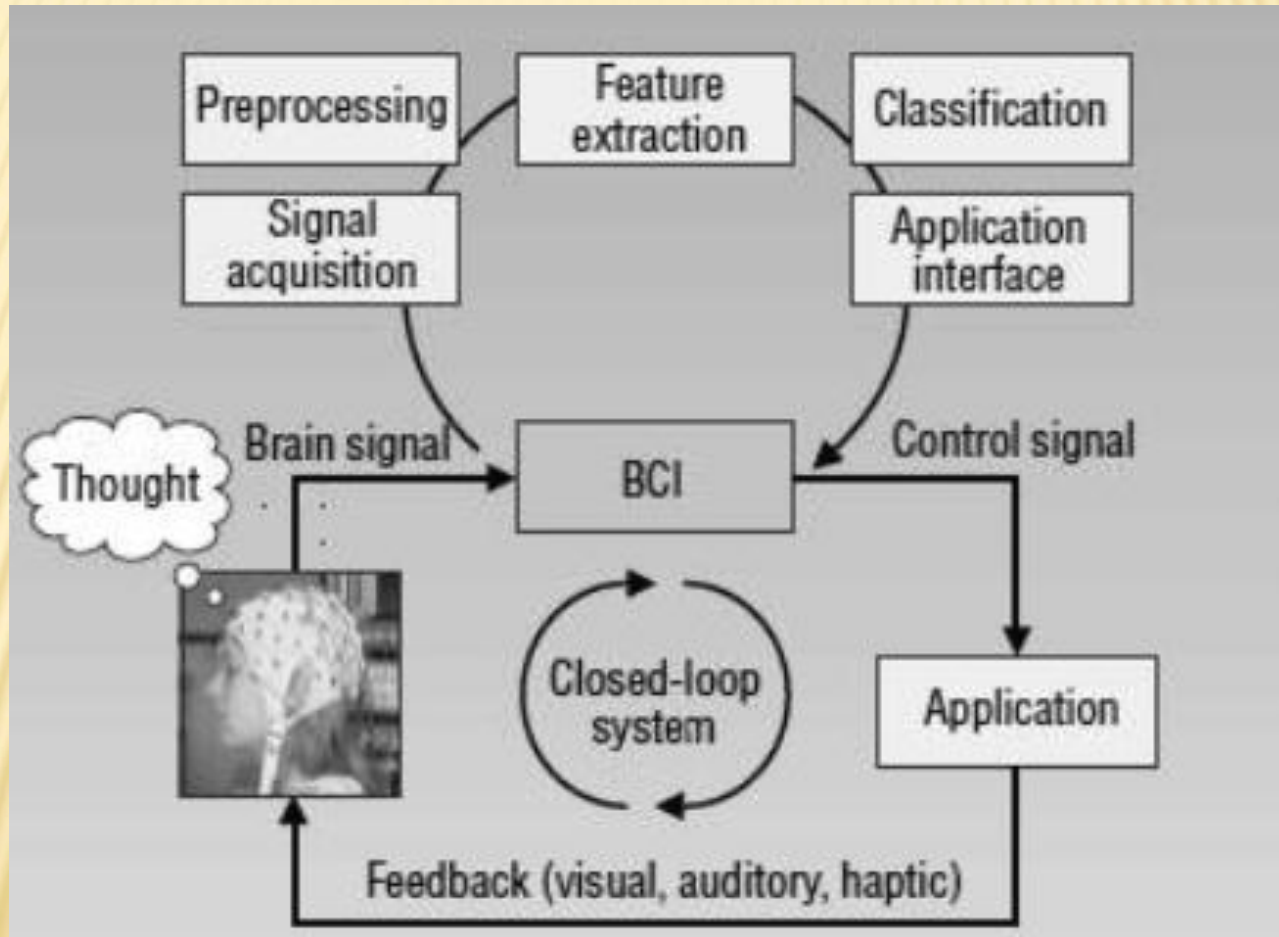 Preprocessing
Feature
extraction
Classification
Signal
acquisition
Application
interface
Thought
Brain signal
BCI
Control signal
Closed-loop
system
Application
Feedback (visual, auditory, haptic)